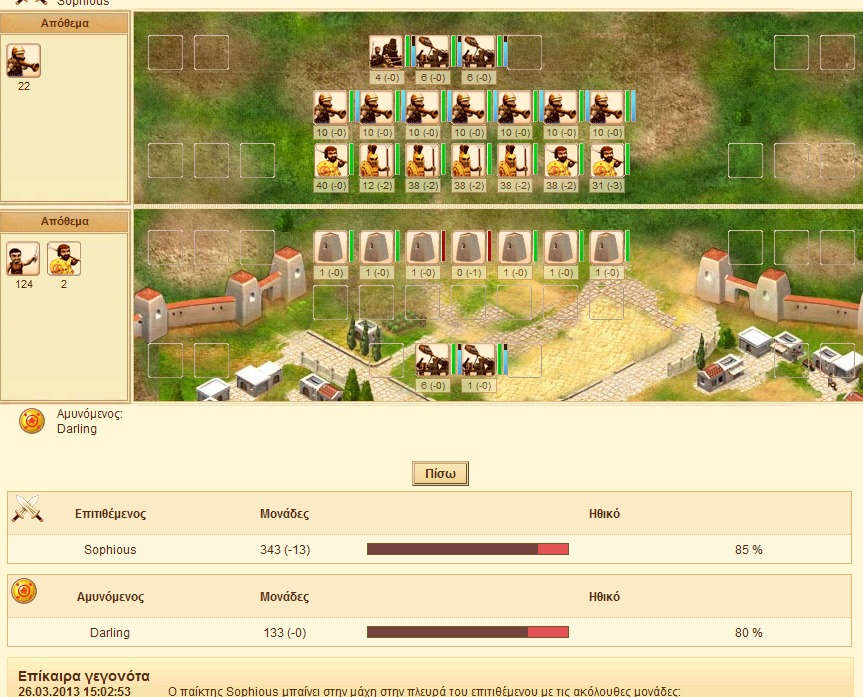 Sophious
Απόθεμα
22
4 (-0) 6 (-0) 6 (-0)
10 (-0) 10 (-0) 10 (-0) 10 (-0) 10 (-0) 10 (-0) 10 (-0)
40 (-0) 12 (-2) 38 (-2) 38 (-2) 38 (-2) 38 (-2) 31 (-3)
Απόθεμα
124 2
1 (-0) 1 (-0) 1 (-0) 0 (-1) 1 (-0) 1 (-0) 1 (-0)
6 (-0) 1 (-0)
Αμυνόμενος:
Darling
Πίσω
Επιτιθέμενος Μονάδες Ηθικό
Sophious 343 (-13) 85 %
Αμυνόμενος Μονάδες Ηθικό
Darling 133 (-0) 80 %
Επίκαιρα γεγονότα
26.03.2013 15:02:53 Ο παίκτης Sophious μπαίνει στην μάχη στην πλευρά του επιτιθέμενου με τις ακόλουθες μονάδες: